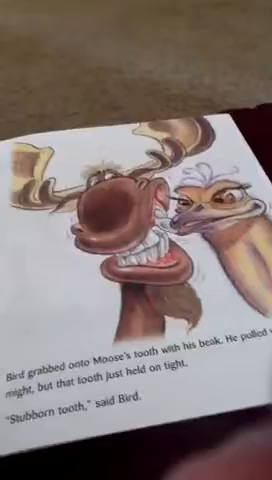 Bird grabbed onto Moose's tooth with his beak. He pulled
might, but that tooth just held on tight.
"Stubborn tooth," said Bird.